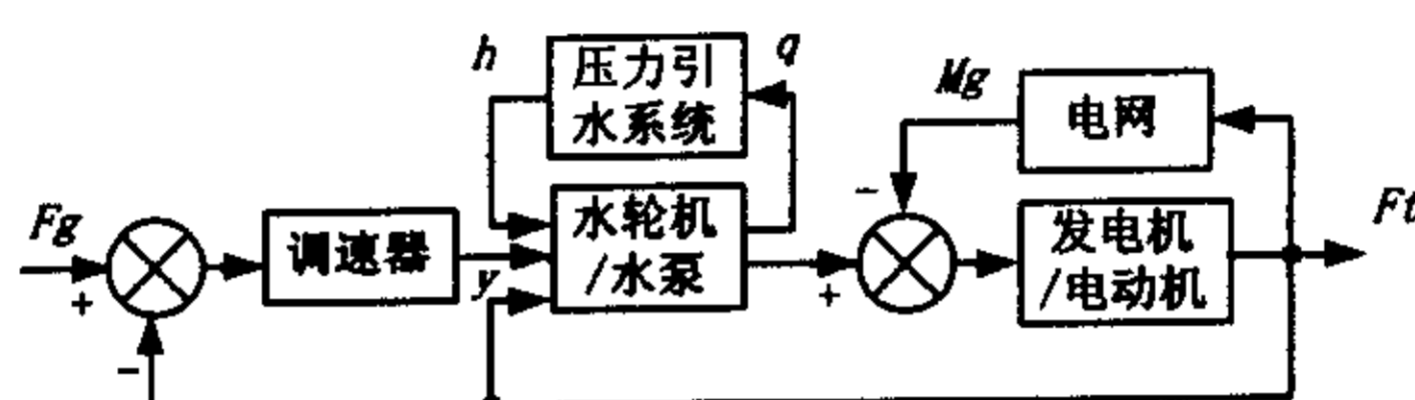 h
压力引
水系统
q
Mg
电网
Fg
+
-
调速器
y
水轮机
/水泵
+
-
发电机
/电动机
Ft